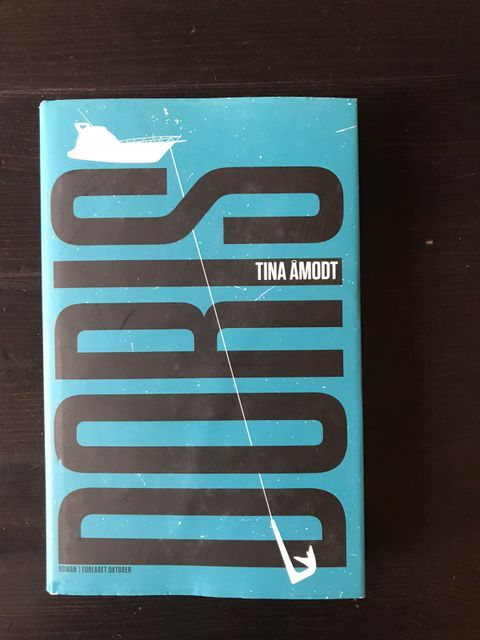 DORIS
TINA ÅMODT
ROMAN | FORLAGET OKTOBER